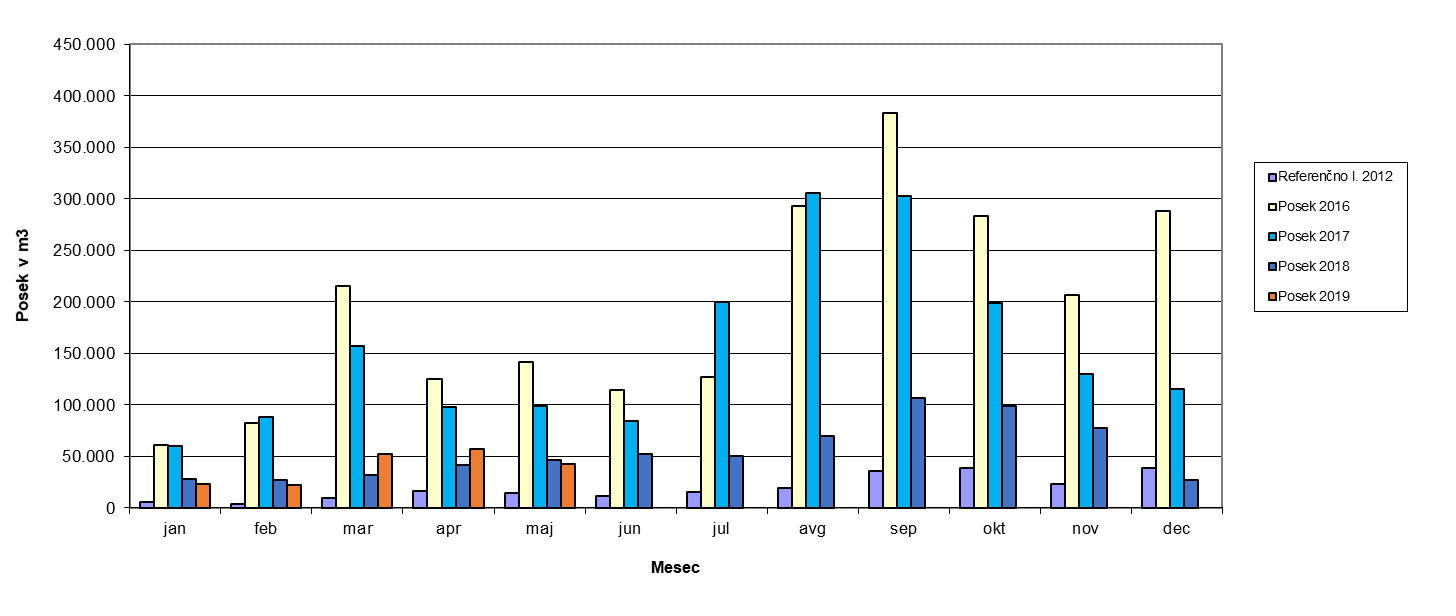 450.000
400.000
350.000
300.000
250.000
200.000
150.000
100.000
50.000
0
Posek v m3
jan feb mar apr maj jun jul avg sep okt nov dec
Mesec
Referenčno l. 2012
Posek 2016
Posek 2017
Posek 2018
Posek 2019